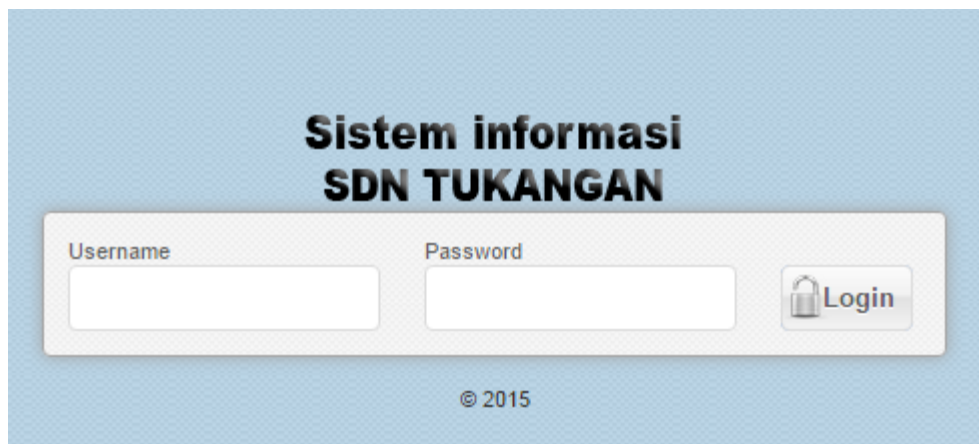 Sistem informasi
SDN TUKANGAN
Username
Password
Login
© 2015